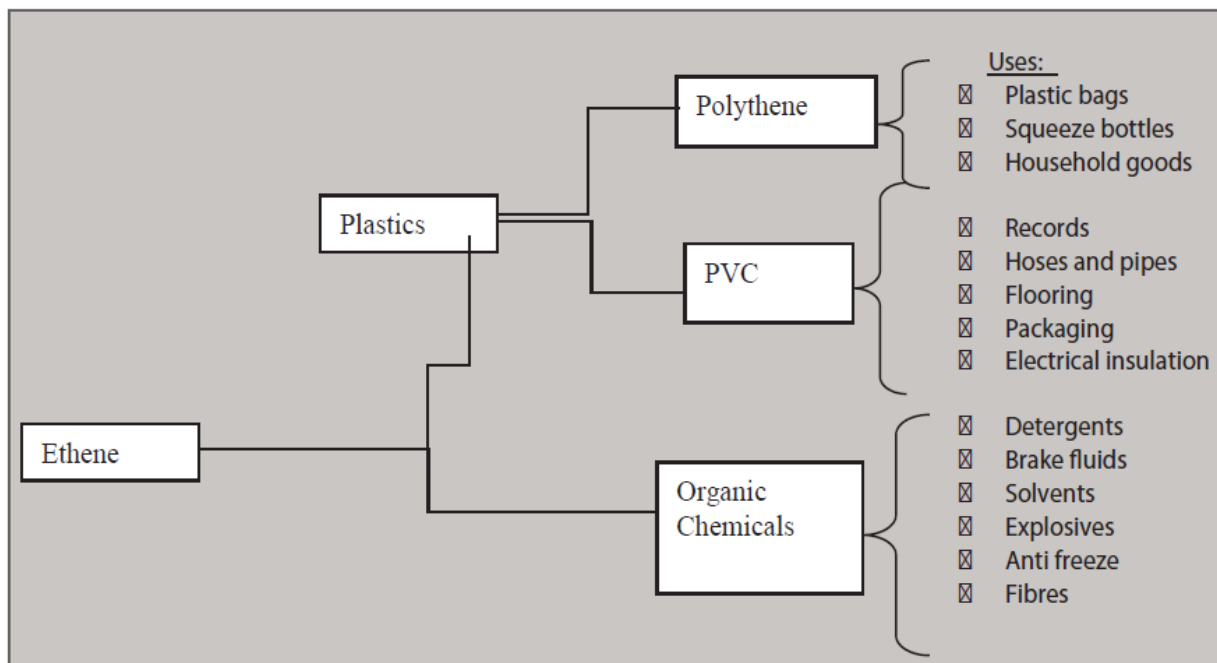 Uses:
Polythene
Plastic bags
Squeeze bottles
Household goods
Plastics
PVC
Records
Hoses and pipes
Flooring
Packaging
Electrical insulation
Ethene
Organic
Chemicals
Detergents
Brake fluids
Solvents
Explosives
Anti freeze
Fibres